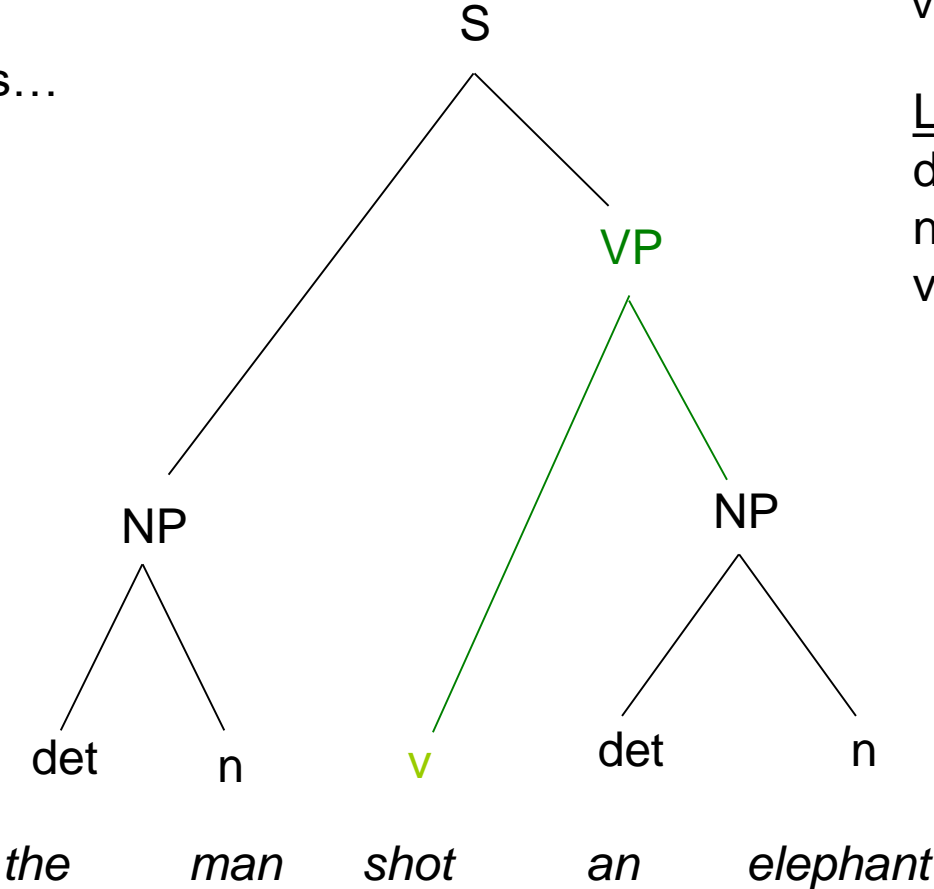 S
s…
VP
NP NP
det n v det n
the man shot an elephant